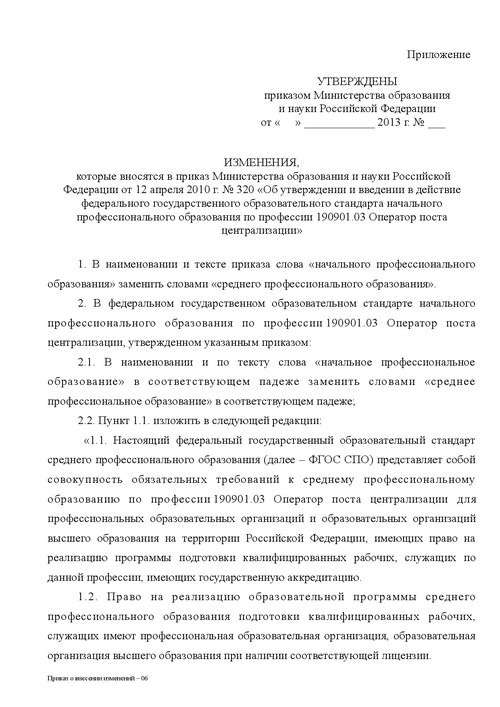 Приложение
УТВЕРЖДЕНЫ
приказом Министерства образования
и науки Российской Федерации
от « » ____________ 2013 г. № ___
ИЗМЕНЕНИЯ,
которые вносятся в приказ Министерства образования и науки Российской
Федерации от 12 апреля 2010 г. № 320 «Об утверждении и введении в действие
федерального государственного образовательного стандарта начального
профессионального образования по профессии 190901.03 Оператор поста
централизации»
1. В наименовании и тексте приказа слова «начального профессионального
образования» заменить словами «среднего профессионального образования».
2. В федеральном государственном образовательном стандарте начального
профессионального образования по профессии 190901.03 Оператор поста
централизации, утвержденном указанным приказом:
2.1. В наименовании и по тексту слова «начальное профессиональное
образование» в соответствующем падеже заменить словами «среднее
профессиональное образование» в соответствующем падеже;
2.2. Пункт 1.1. изложить в следующей редакции:
«1.1. Настоящий федеральный государственный образовательный стандарт
среднего профессионального образования (далее – ФГОС СПО) представляет собой
совокупность обязательных требований к среднему профессиональному
образованию по профессии 190901.03 Оператор поста централизации для
профессиональных образовательных организаций и образовательных организаций
высшего образования на территории Российской Федерации, имеющих право на
реализацию программы подготовки квалифицированных рабочих, служащих по
данной профессии, имеющих государственную аккредитацию.
1.2. Право на реализацию образовательной программы среднего
профессионального образования подготовки квалифицированных рабочих,
служащих имеют профессиональная образовательная организация, образовательная
организация высшего образования при наличии соответствующей лицензии.
Приказ о внесении изменений – 06